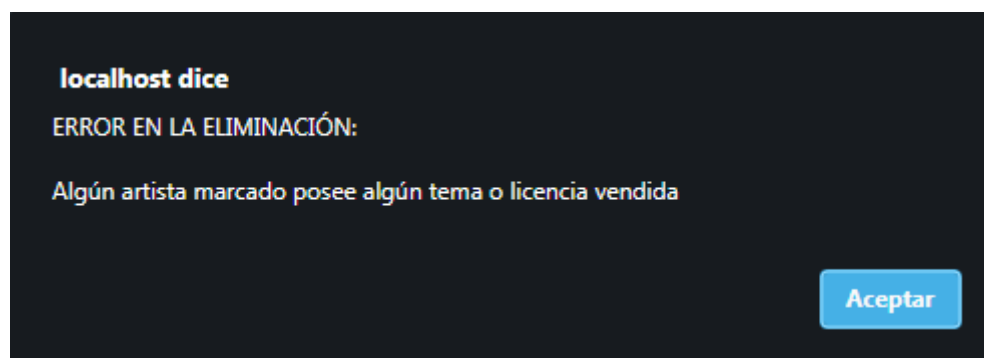 localhost dice
ERROR EN LA ELIMINACIÓN:
Algún artista marcado posee algún tema o licencia vendida
Aceptar